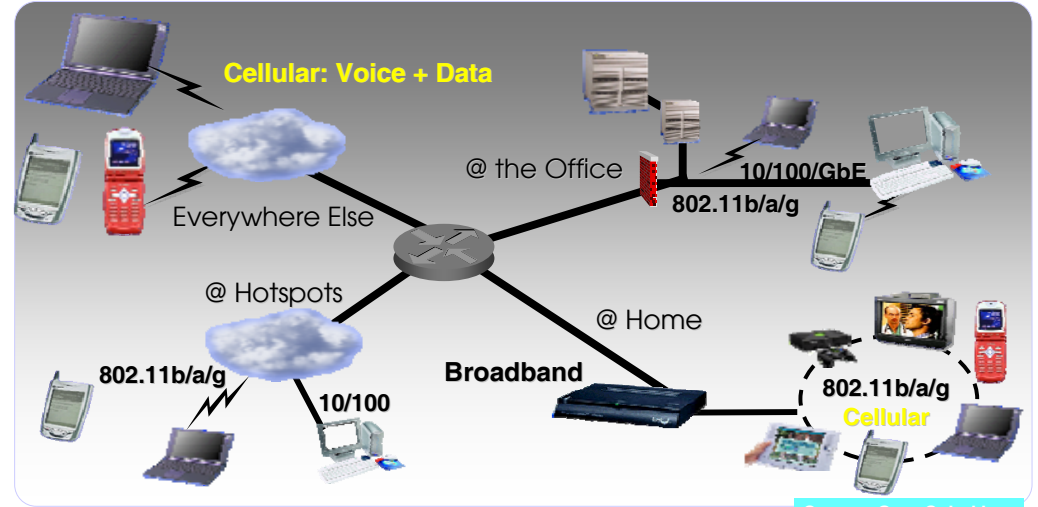 Cellular: Voice + Data
@ the Office
10/100/GbE
802.11b/a/g
Everywhere Else
@ Hotspots
@ Home
802.11b/a/g
10/100
Broadband
802.11b/a/g
Cellular